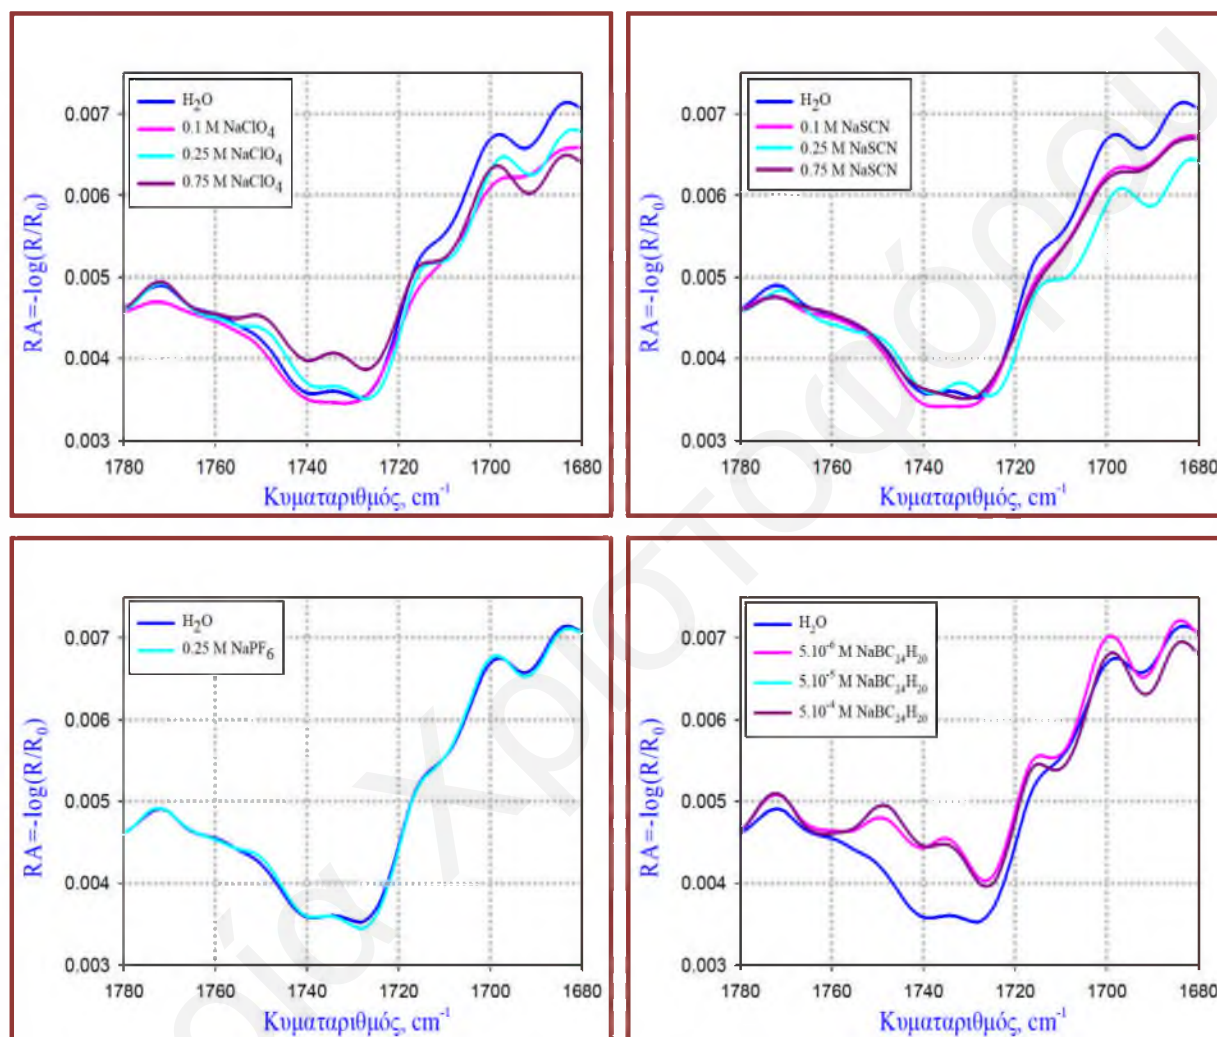 H₂O
0.1 M NaClO₄
0.25 M NaClO₄
0.75 M NaClO₄
0.007
0.006
0.005
0.004
0.003
RA=-log(R/R₀)
1780 1760 1740 1720 1700 1680
Κυματαριθμός, cm⁻¹
H₂O
0.1 M NaSCN
0.25 M NaSCN
0.75 M NaSCN
0.007
0.006
0.005
0.004
0.003
RA=-log(R/R₀)
1780 1760 1740 1720 1700 1680
Κυματαριθμός, cm⁻¹
H₂O
0.25 M NaPF₆
0.007
0.006
0.005
0.004
0.003
RA=-log(R/R₀)
1780 1760 1740 1720 1700 1680
Κυματαριθμός, cm⁻¹
H₂O
5.10⁻⁶ M NaBC₂₄H₂₀
5.10⁻⁵ M NaBC₂₄H₂₀
5.10⁻⁴ M NaBC₂₄H₂₀
0.007
0.006
0.005
0.004
0.003
RA=-log(R/R₀)
1780 1760 1740 1720 1700 1680
Κυματαριθμός, cm⁻¹
ρία Χριστοφόρου